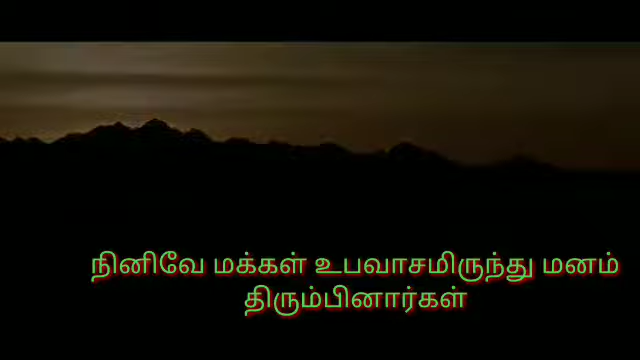 நினிவே மக்கள் உபவாசமிருந்து மனம்
திரும்பினார்கள்